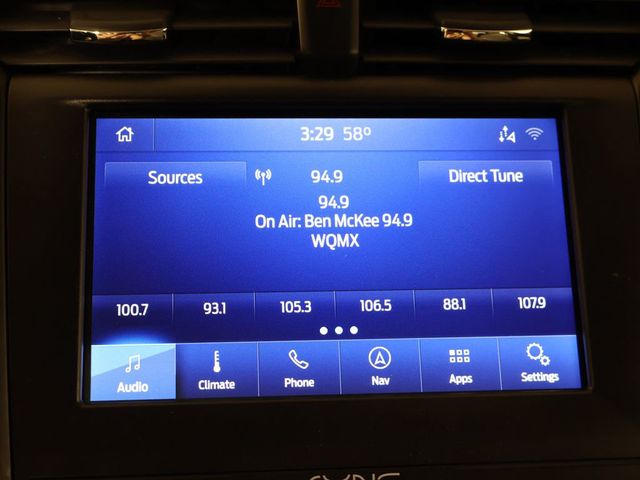 3:29 58°
Sources 94.9 Direct Tune
94.9
On Air: Ben McKee 94.9
WQMX
100.7 93.1 105.3 106.5 88.1 107.9
Audio Climate Phone Nav Apps Settings